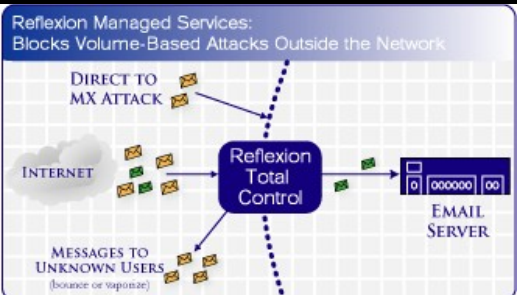 Reflexion Managed Services:
Blocks Volume-Based Attacks Outside the Network
DIRECT TO
MX ATTACK
INTERNET
Reflexion
Total
Control
EMAIL
SERVER
MESSAGES TO
UNKNOWN USERS
(bounce or vaporize)